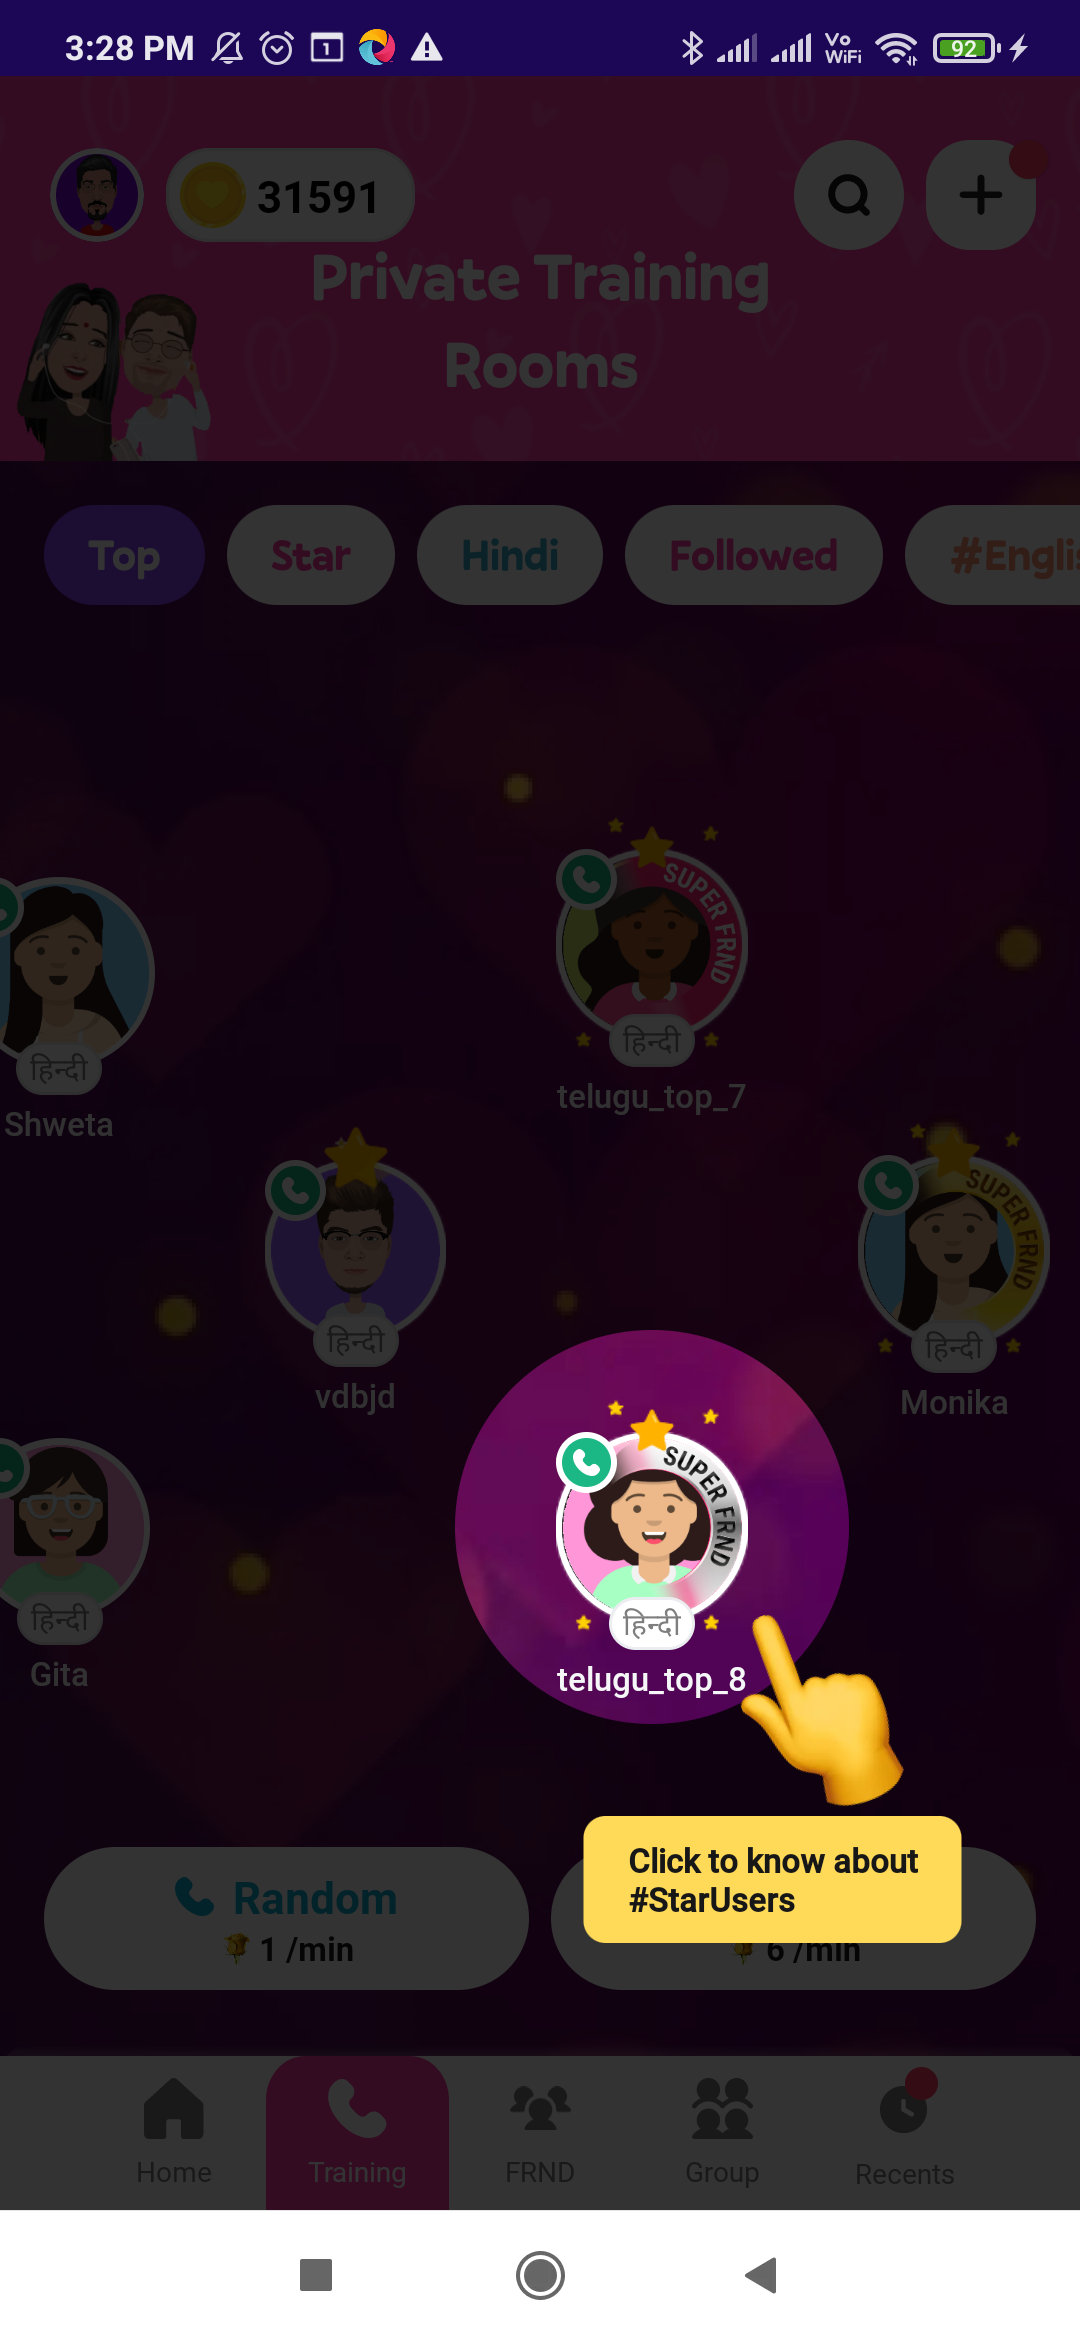 3:28 PM
1
Vo
WiFi
92
31591
Private Training
Rooms
Top
Star
Hindi
Followed
#Englis
SUPER FRND
हिन्दी
telugu_top_7
हिन्दी
Shweta
SUPER FRND
हिन्दी
vdbjd
हिन्दी
Monika
SUPER FRND
हिन्दी
telugu_top_8
हिन्दी
Gita
Click to know about
#StarUsers
Random
1 /min
6 /min
Home
Training
FRND
Group
Recents